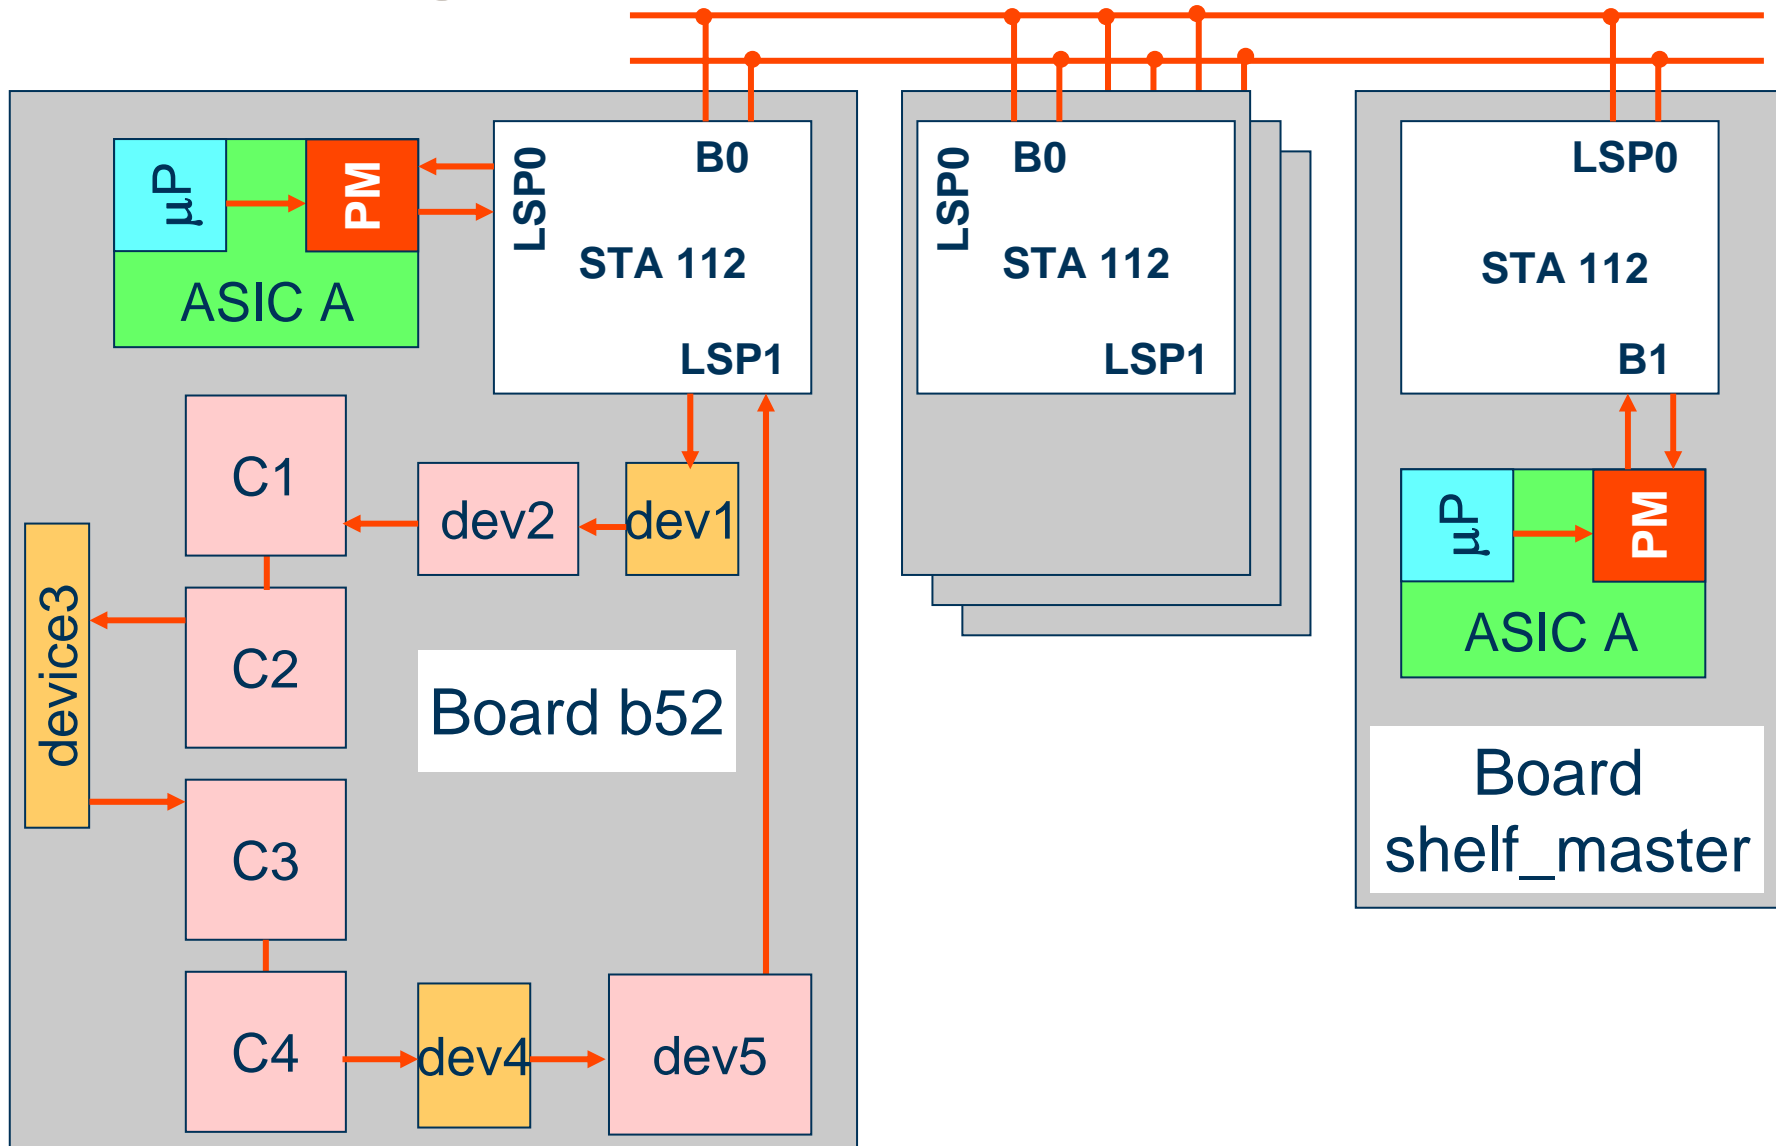 µP
PM
ASIC A
LSP0
B0
STA 112
LSP1
C1
dev2
dev1
device3
C2
Board b52
C3
C4
dev4
dev5
LSP0
B0
STA 112
LSP1
LSP0
STA 112
B1
µP
PM
ASIC A
Board
shelf_master